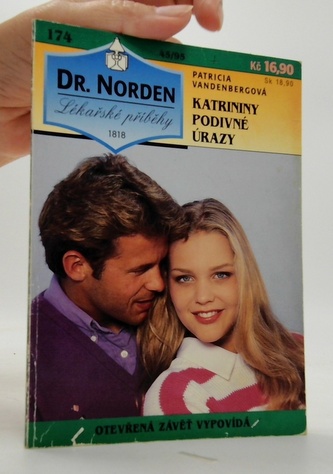 174
43/95
Kč 16,90
Sk 18,90
DR. NORDEN
Lékařské příběhy
1818
PATRICIA
VANDENBERGOVÁ
KATRININY
PODIVNÉ
ÚRAZY
OTEVŘENÁ ZÁVĚŤ VYPOVÍDÁ